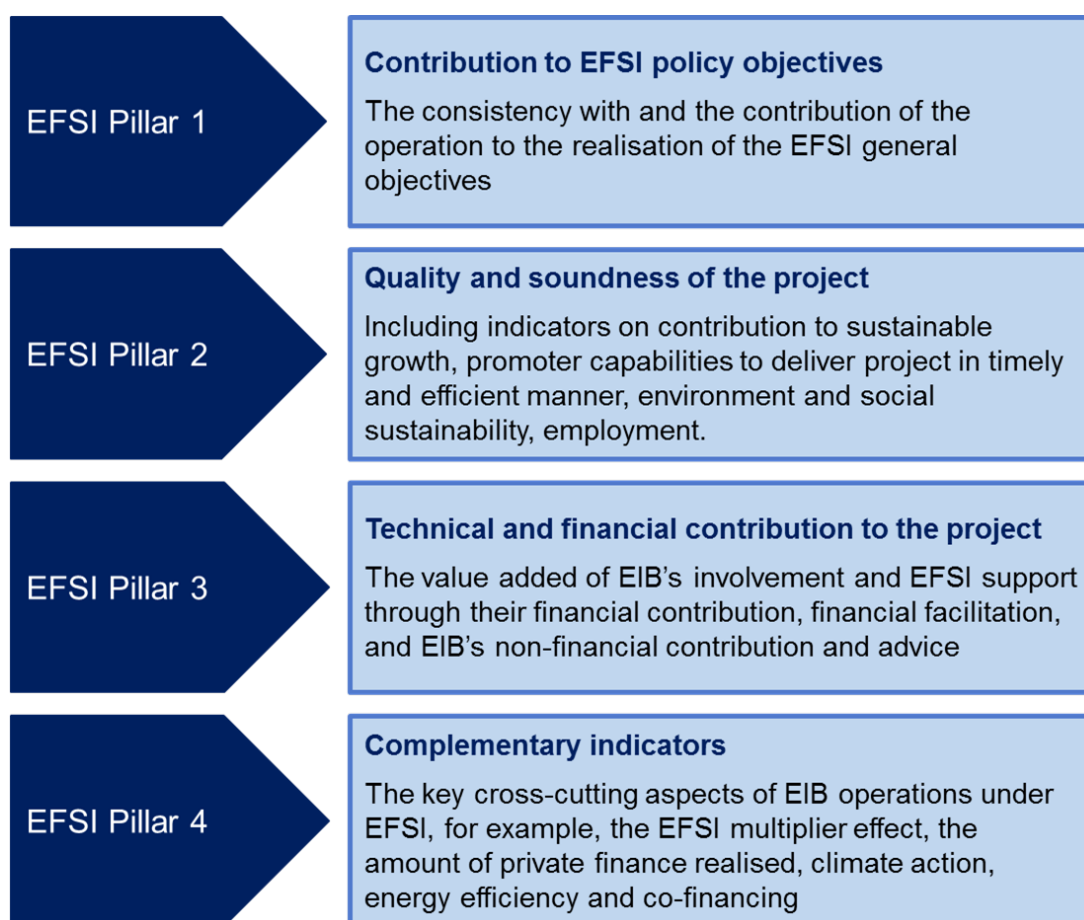 EFSI Pillar 1
Contribution to EFSI policy objectives
The consistency with and the contribution of the
operation to the realisation of the EFSI general
objectives
EFSI Pillar 2
Quality and soundness of the project
Including indicators on contribution to sustainable
growth, promoter capabilities to deliver project in timely
and efficient manner, environment and social
sustainability, employment.
EFSI Pillar 3
Technical and financial contribution to the project
The value added of EIB’s involvement and EFSI support
through their financial contribution, financial facilitation,
and EIB’s non-financial contribution and advice
EFSI Pillar 4
Complementary indicators
The key cross-cutting aspects of EIB operations under
EFSI, for example, the EFSI multiplier effect, the
amount of private finance realised, climate action,
energy efficiency and co-financing